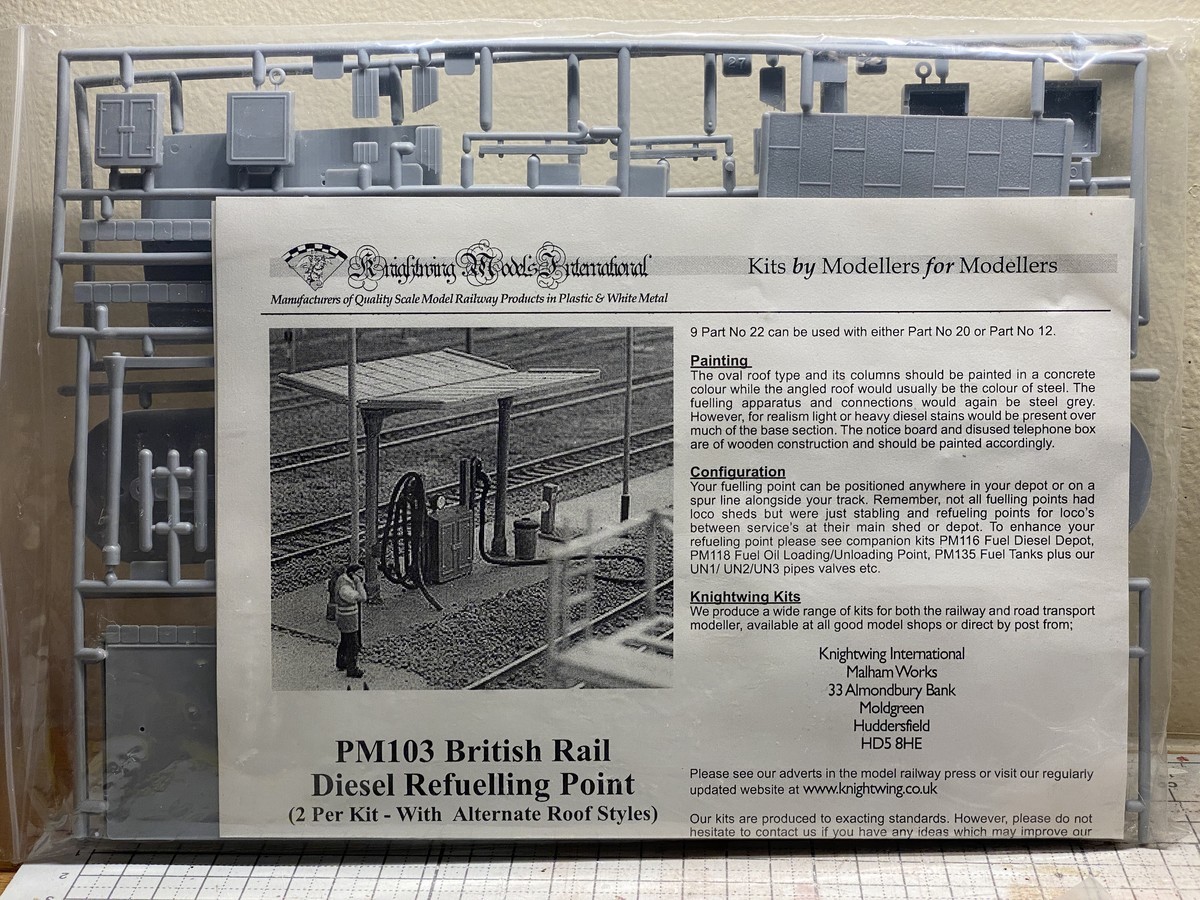 27
Knightwing Models International
Kits by Modellers for Modellers
Manufacturers of Quality Scale Model Railway Products in Plastic & White Metal
9 Part No 22 can be used with either Part No 20 or Part No 12.
Painting
The oval roof type and its columns should be painted in a concrete
colour while the angled roof would usually be the colour of steel. The
fuelling apparatus and connections would again be steel grey.
However, for realism light or heavy diesel stains would be present over
much of the base section. The notice board and disused telephone box
are of wooden construction and should be painted accordingly.
Configuration
Your fuelling point can be positioned anywhere in your depot or on a
spur line alongside your track. Remember, not all fuelling points had
loco sheds but were just stabling and refueling points for loco's
between service's at their main shed or depot. To enhance your
refueling point please see companion kits PM116 Fuel Diesel Depot,
PM118 Fuel Oil Loading/Unloading Point, PM135 Fuel Tanks plus our
UN1/ UN2/UN3 pipes valves etc.
Knightwing Kits
We produce a wide range of kits for both the railway and road transport
modeller, available at all good model shops or direct by post from;
Knightwing International
Malham Works
33 Almondbury Bank
Moldgreen
Huddersfield
HD5 8HE
Please see our adverts in the model railway press or visit our regularly
updated website at www.knightwing.co.uk
Our kits are produced to exacting standards. However, please do not
hesitate to contact us if you have any ideas which may improve our
PM103 British Rail
Diesel Refuelling Point
(2 Per Kit - With Alternate Roof Styles)
2